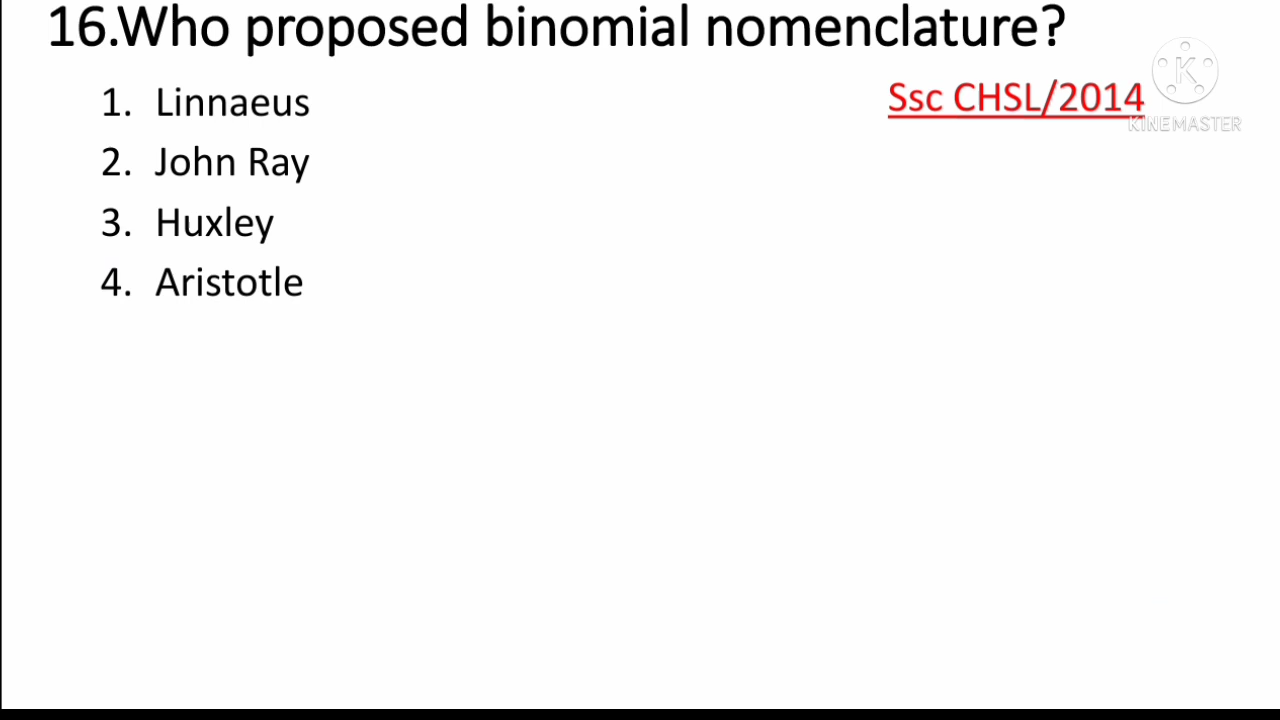 16.Who proposed binomial nomenclature?
1. Linnaeus
Ssc CHSL/2014
K
KINEMASTER
2. John Ray
3. Huxley
4. Aristotle